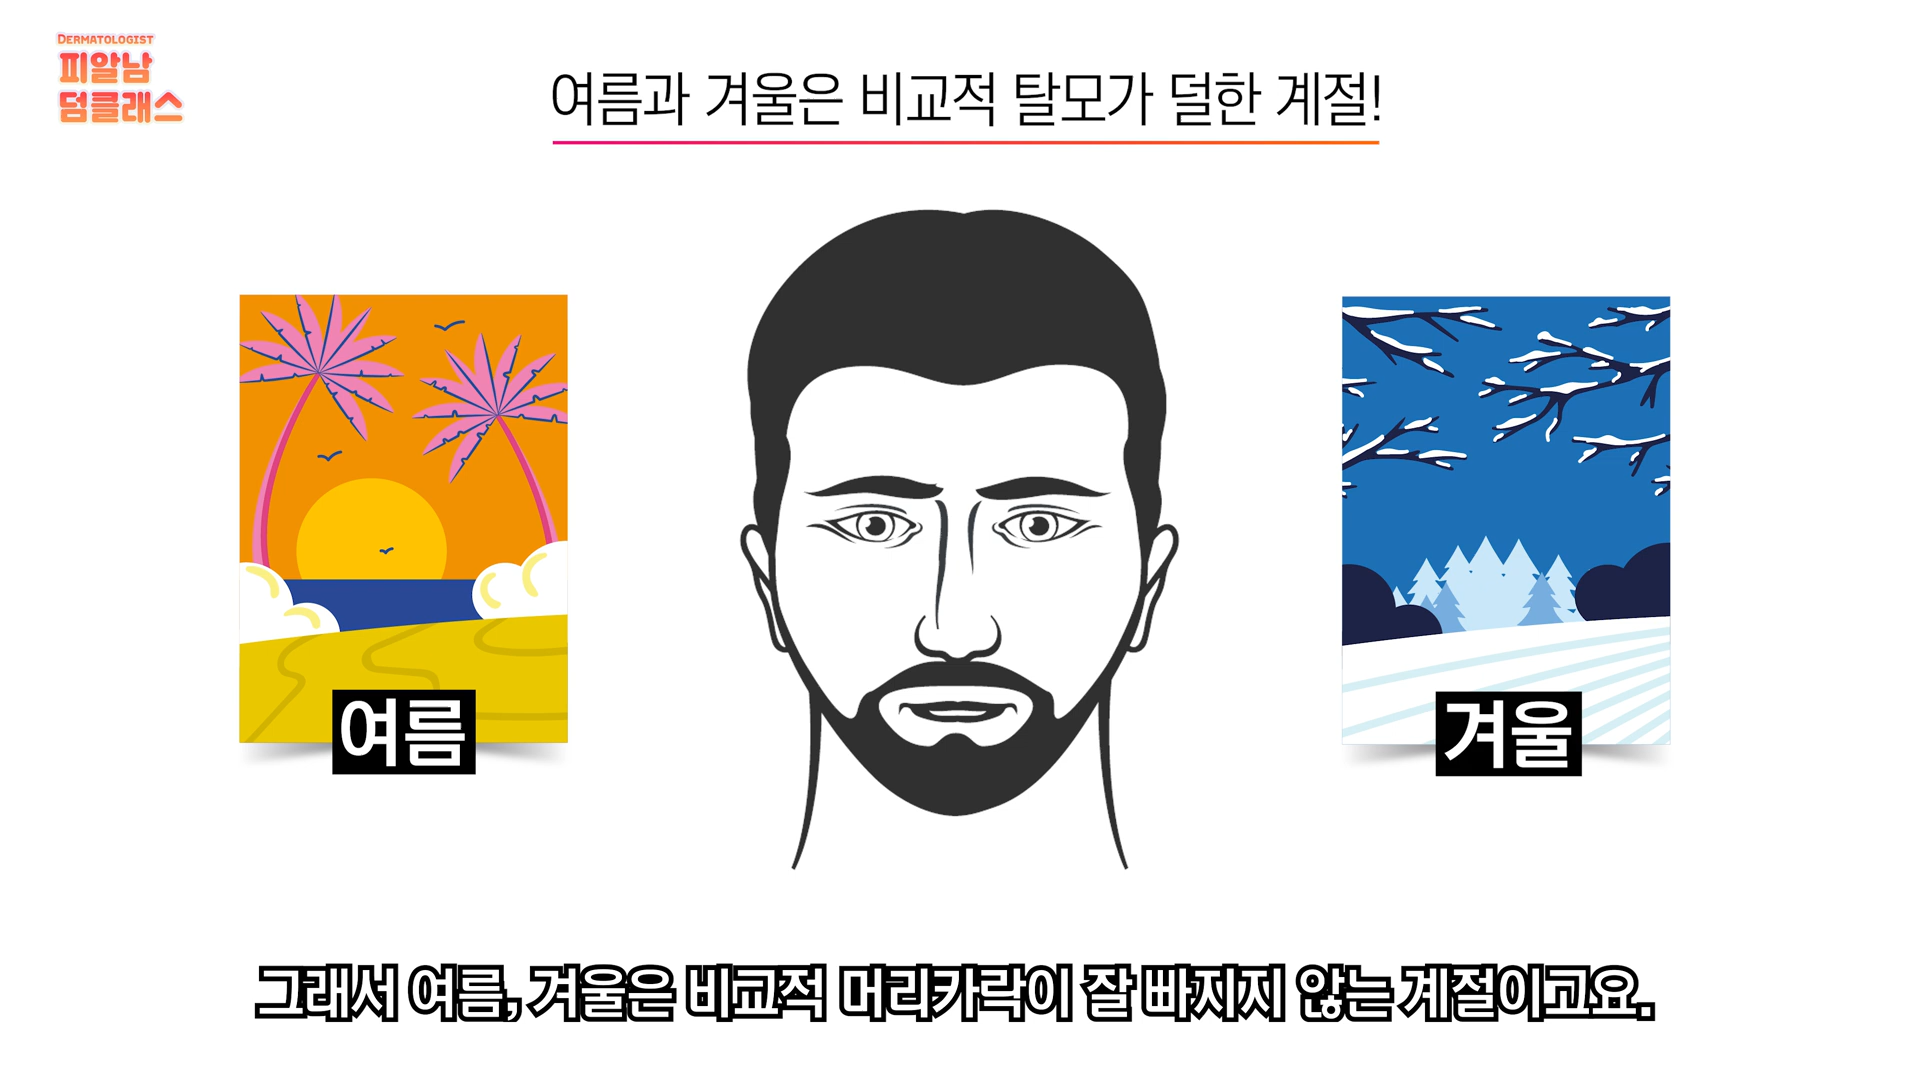 DERMATOLOGIST
피알남
덤클래스
여름과 겨울은 비교적 탈모가 덜한 계절!
여름
겨울
그래서 여름, 겨울은 비교적 머리카락이 잘 빠지지 않는 계절이고요.